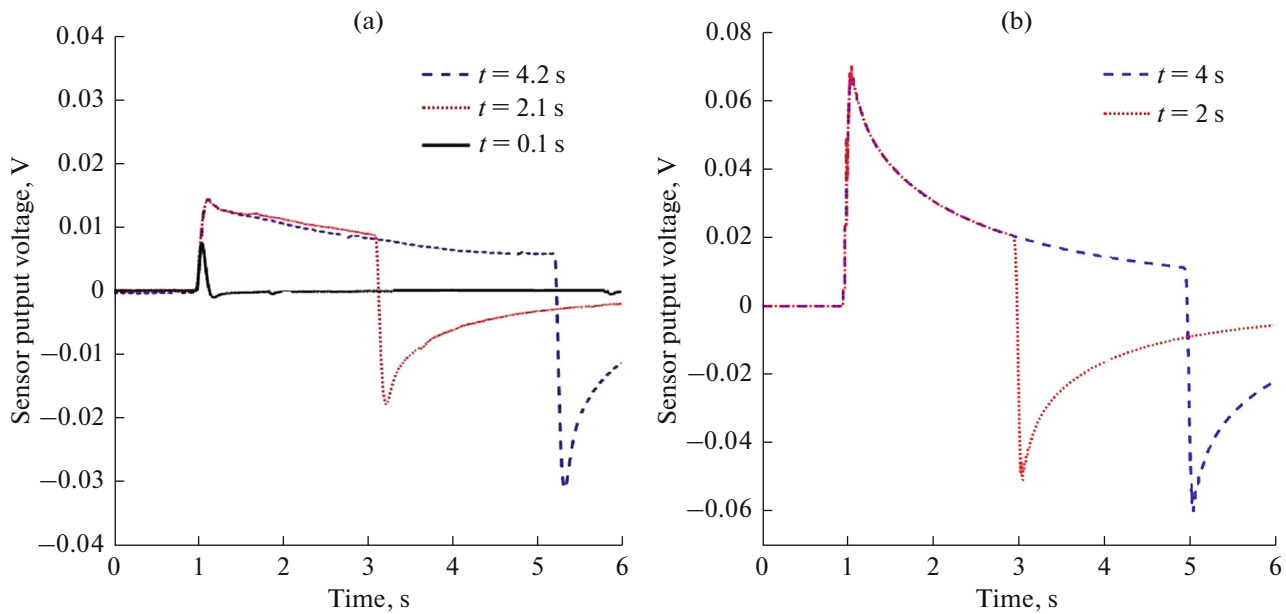 (a)
0.04
0.03
0.02
0.01
0
−0.01
−0.02
−0.03
−0.04
Sensor putput voltage, V
t = 4.2 s
t = 2.1 s
t = 0.1 s
0 1 2 3 4 5 6
Time, s
(b)
0.08
0.06
0.04
0.02
0
−0.02
−0.04
−0.06
Sensor putput voltage, V
t = 4 s
t = 2 s
0 1 2 3 4 5 6
Time, s